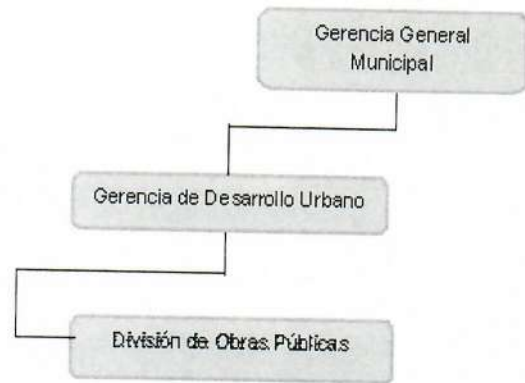 Gerencia General
Municipal
Gerencia de Desarrollo Urbano
División de Obras Públicas